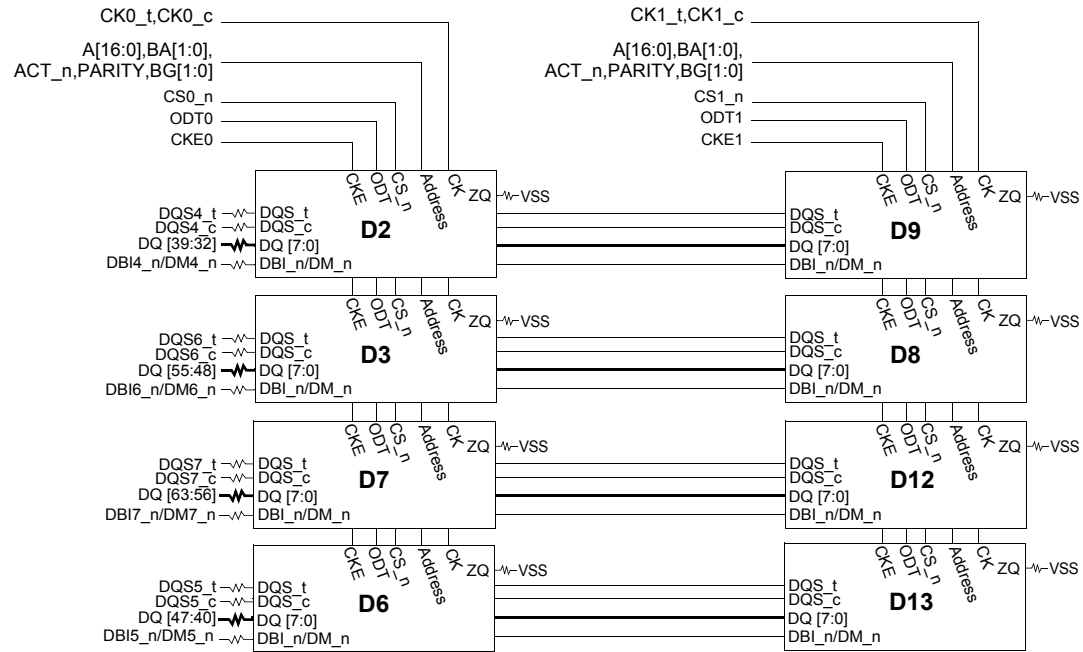 CK0_t,CK0_c
A[16:0],BA[1:0],
ACT_n,PARITY,BG[1:0]
CS0_n
ODT0
CKE0
CK1_t,CK1_c
A[16:0],BA[1:0],
ACT_n,PARITY,BG[1:0]
CS1_n
ODT1
CKE1
CKE
ODT
CS_n
Address
CK
ZQ
VSS
DQS4_t
DQS4_c
DQ [39:32]
DBI4_n/DM4_n
DQS_t
DQS_c
DQ [7:0]
DBI_n/DM_n
D2
CKE
ODT
CS_n
Address
CK
ZQ
VSS
DQS_t
DQS_c
DQ [7:0]
DBI_n/DM_n
D9
CKE
ODT
CS_n
Address
CK
ZQ
VSS
DQS6_t
DQS6_c
DQ [55:48]
DBI6_n/DM6_n
DQS_t
DQS_c
DQ [7:0]
DBI_n/DM_n
D3
CKE
ODT
CS_n
Address
CK
ZQ
VSS
DQS_t
DQS_c
DQ [7:0]
DBI_n/DM_n
D8
CKE
ODT
CS_n
Address
CK
ZQ
VSS
DQS7_t
DQS7_c
DQ [63:56]
DBI7_n/DM7_n
DQS_t
DQS_c
DQ [7:0]
DBI_n/DM_n
D7
CKE
ODT
CS_n
Address
CK
ZQ
VSS
DQS_t
DQS_c
DQ [7:0]
DBI_n/DM_n
D12
CKE
ODT
CS_n
Address
CK
ZQ
VSS
DQS5_t
DQS5_c
DQ [47:40]
DBI5_n/DM5_n
DQS_t
DQS_c
DQ [7:0]
DBI_n/DM_n
D6
CKE
ODT
CS_n
Address
CK
ZQ
VSS
DQS_t
DQS_c
DQ [7:0]
DBI_n/DM_n
D13